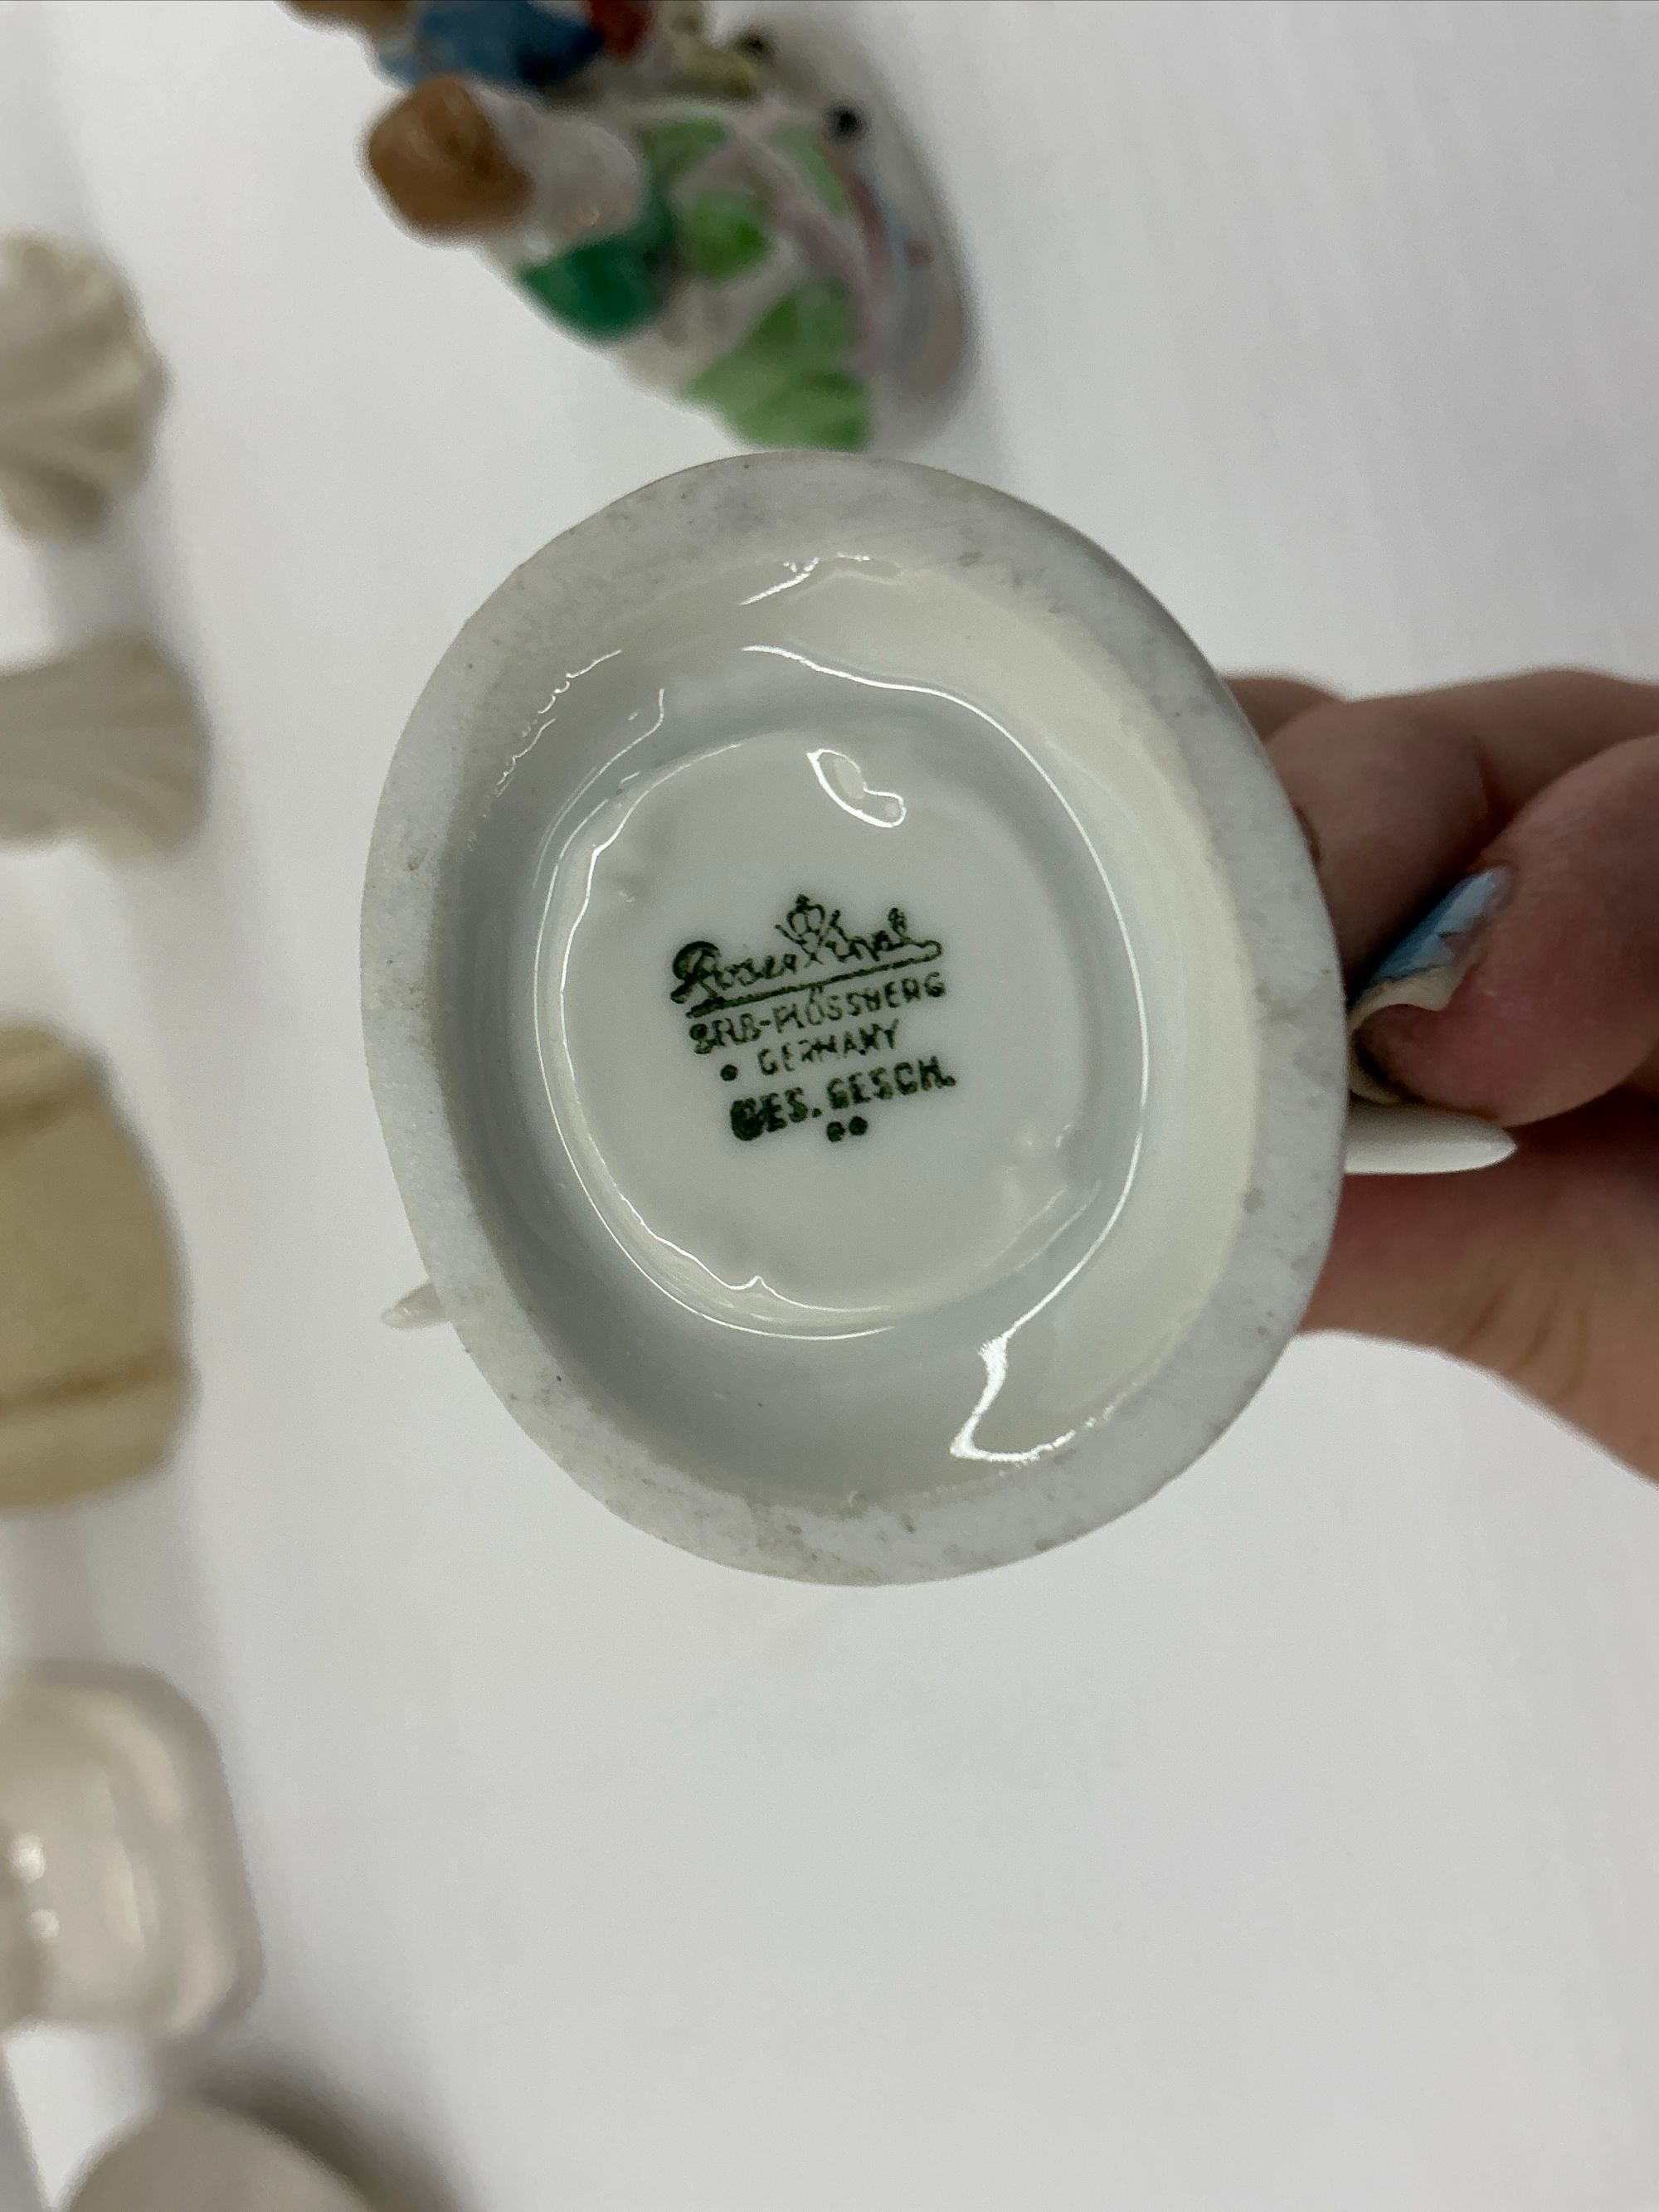 Rosenthal
SELB-PLÖSSBERG
GERMANY
GES. GESCH.